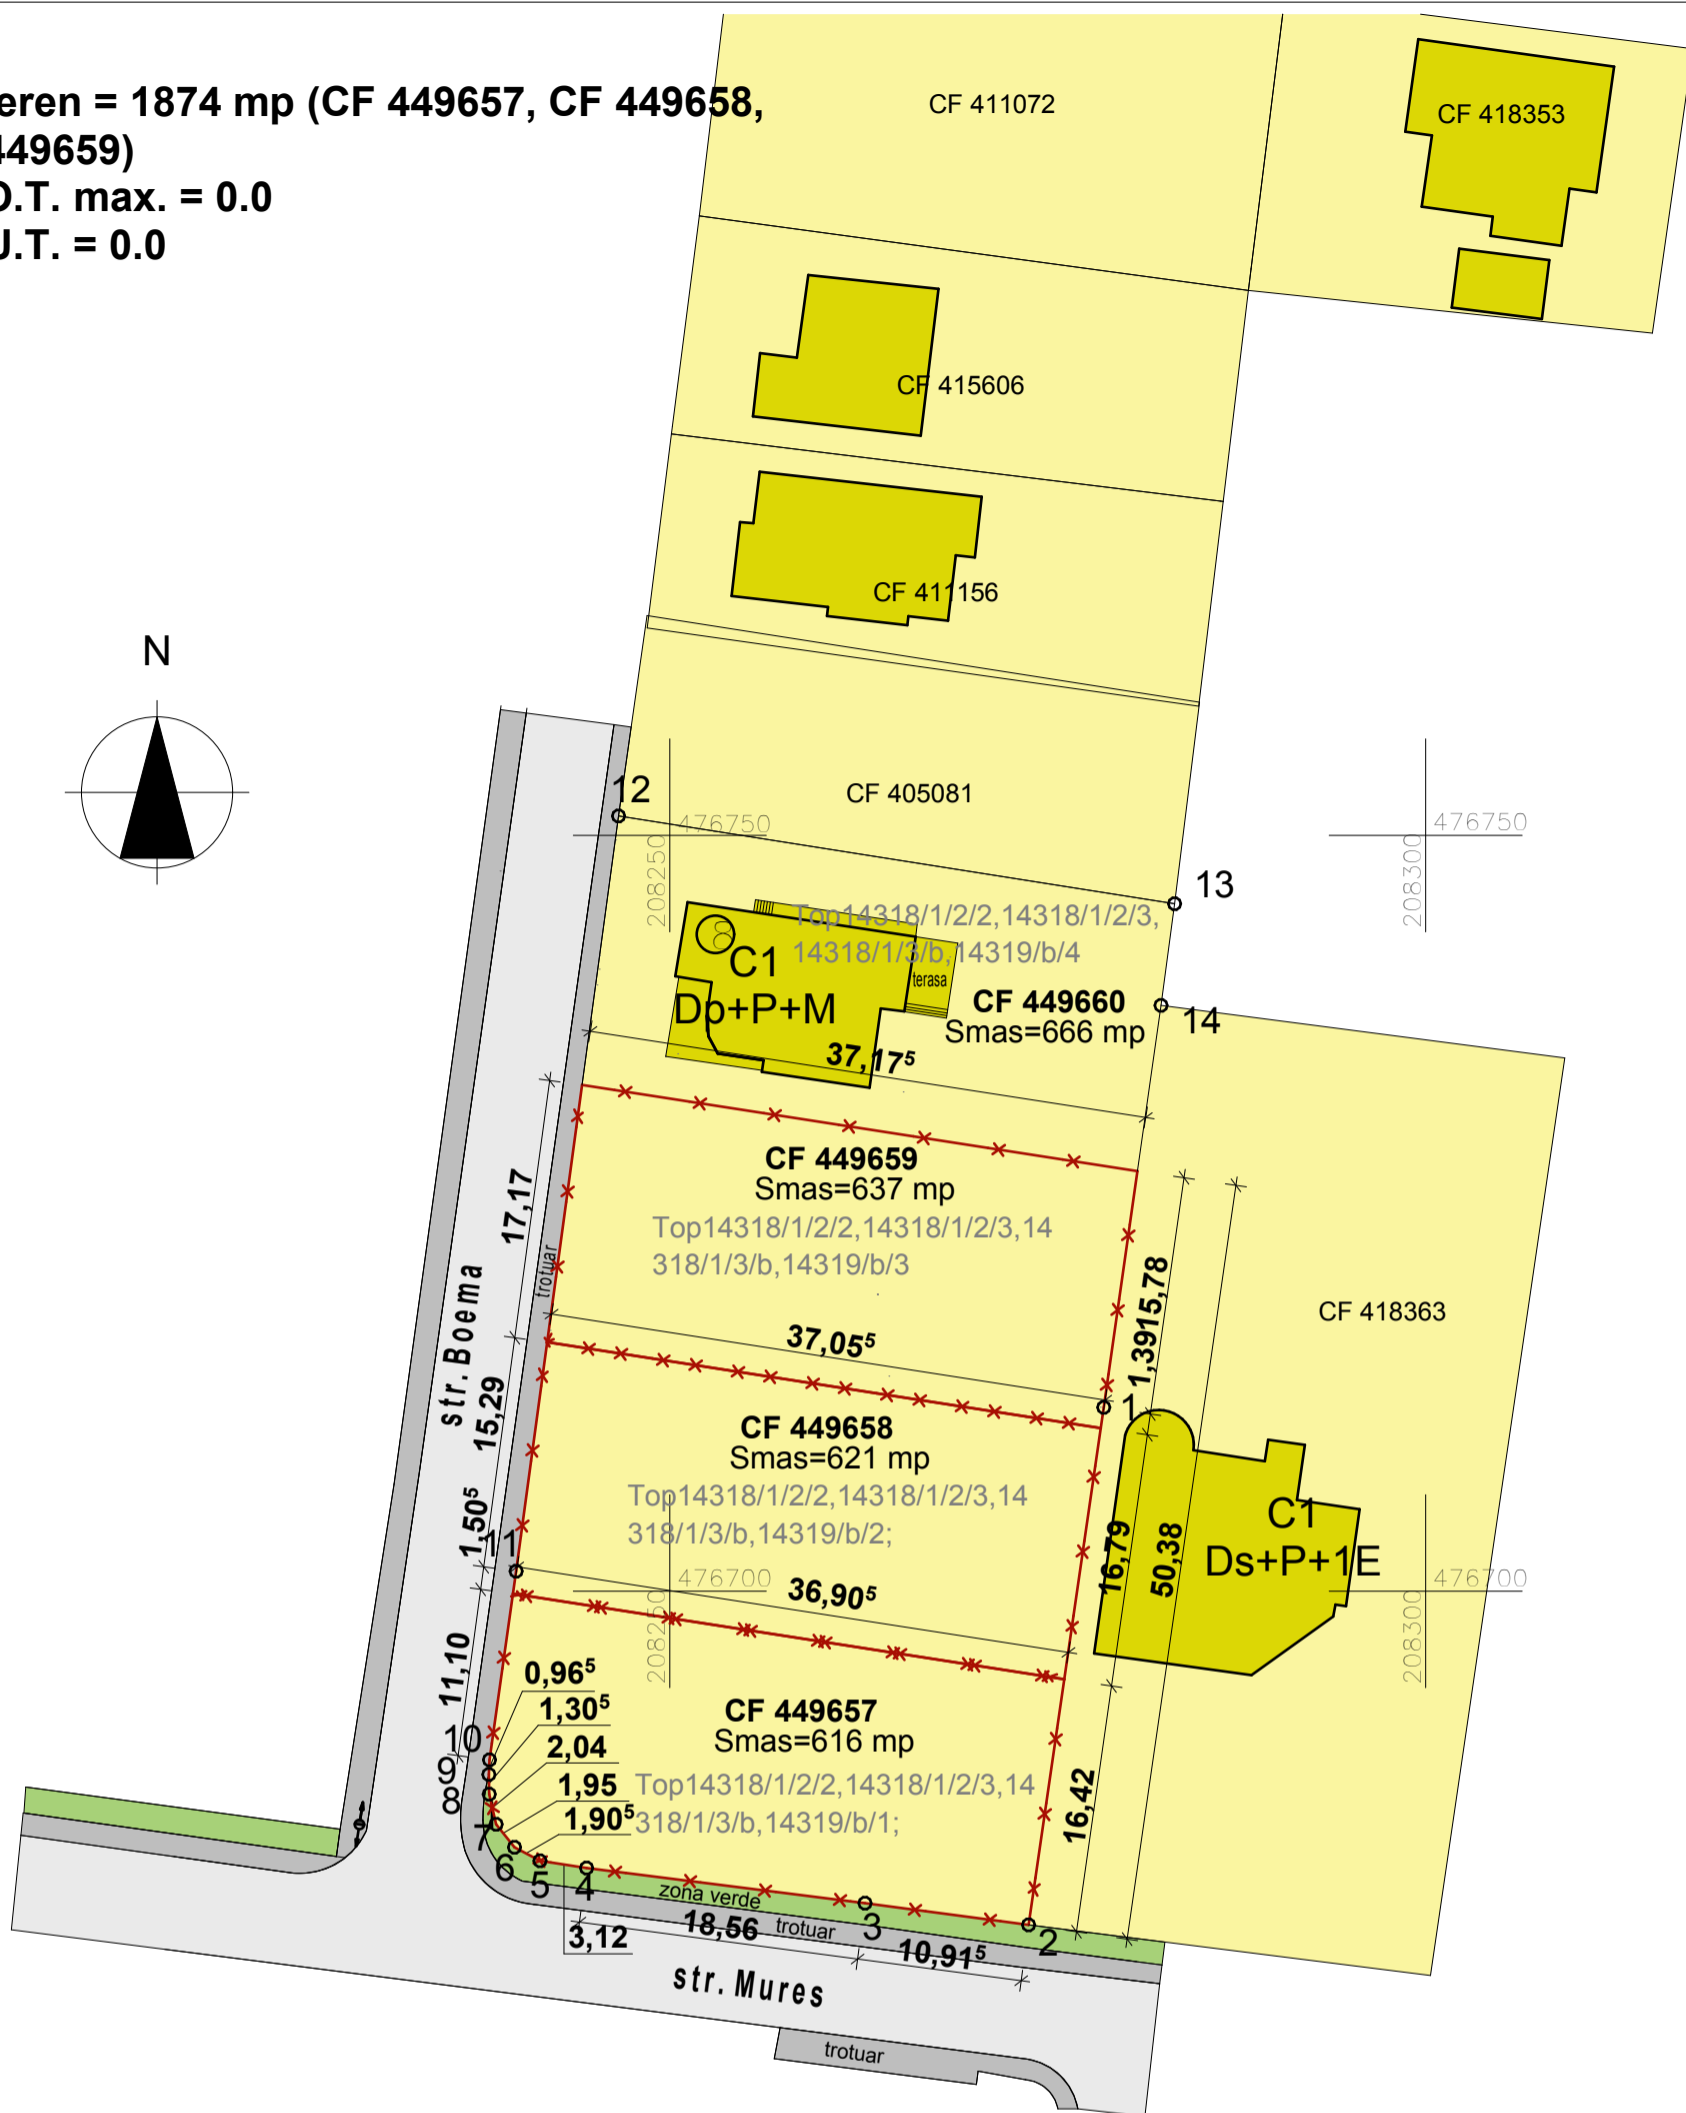 eren = 1874 mp (CF 449657, CF 449658,
449659)
O.T. max. = 0.0
U.T. = 0.0
CF 411072
CF 418353
CF 415606
CF 411156
N
CF 405081
12
476750
208250
476750
208300
13
Top14318/1/2/2,14318/1/2/3,
14318/1/3/b,14319/b/4
C1
Dp+P+M
terasa
CF 449660
Smas=666 mp
14
37,17⁵
CF 449659
Smas=637 mp
Top14318/1/2/2,14318/1/2/3,14
318/1/3/b,14319/b/3
17,17
trotuar
str. Boema
15,29
1,50⁵
11
11,10
37,05⁵
1,3915,78
1
CF 418363
CF 449658
Smas=621 mp
Top14318/1/2/2,14318/1/2/3,14
318/1/3/b,14319/b/2;
C1
Ds+P+1E
16,79
50,38
476700
208250
476700
208300
36,90⁵
0,96⁵
1,30⁵
2,04
1,95
1,90⁵
CF 449657
Smas=616 mp
Top14318/1/2/2,14318/1/2/3,14
318/1/3/b,14319/b/1;
16,42
10
9
8
7
6
5
4
3
2
zona verde
trotuar
3,12
18,56
10,91⁵
str. Mures
trotuar